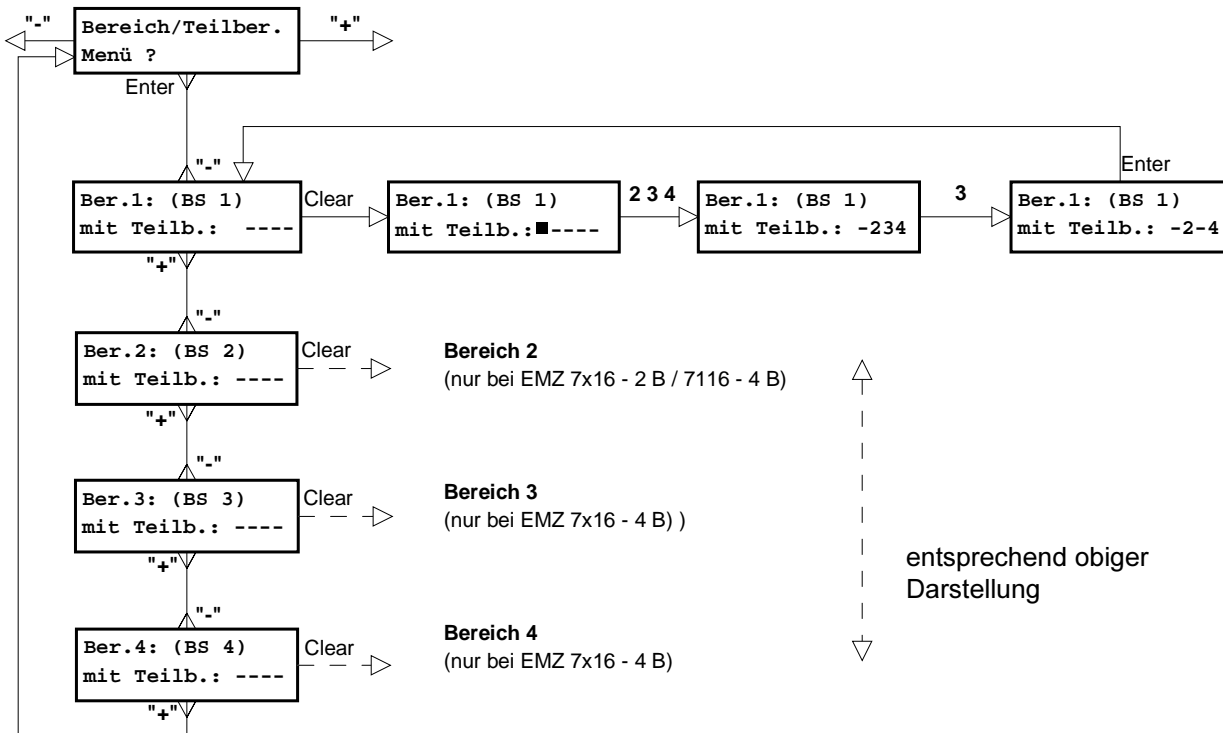 "-"
Bereich/Teilber.
Menü ?
"+"
Enter
"-"
Enter
Ber.1: (BS 1)
mit Teilb.: ----
Clear
Ber.1: (BS 1)
mit Teilb.:■----
2 3 4
Ber.1: (BS 1)
mit Teilb.: -234
3
Ber.1: (BS 1)
mit Teilb.: -2-4
"+"
"-"
Ber.2: (BS 2)
mit Teilb.: ----
Clear
Bereich 2
(nur bei EMZ 7x16 - 2 B / 7116 - 4 B)
"+"
"-"
Ber.3: (BS 3)
mit Teilb.: ----
Clear
Bereich 3
(nur bei EMZ 7x16 - 4 B) )
entsprechend obiger
Darstellung
"+"
"-"
Ber.4: (BS 4)
mit Teilb.: ----
Clear
Bereich 4
(nur bei EMZ 7x16 - 4 B)
"+"